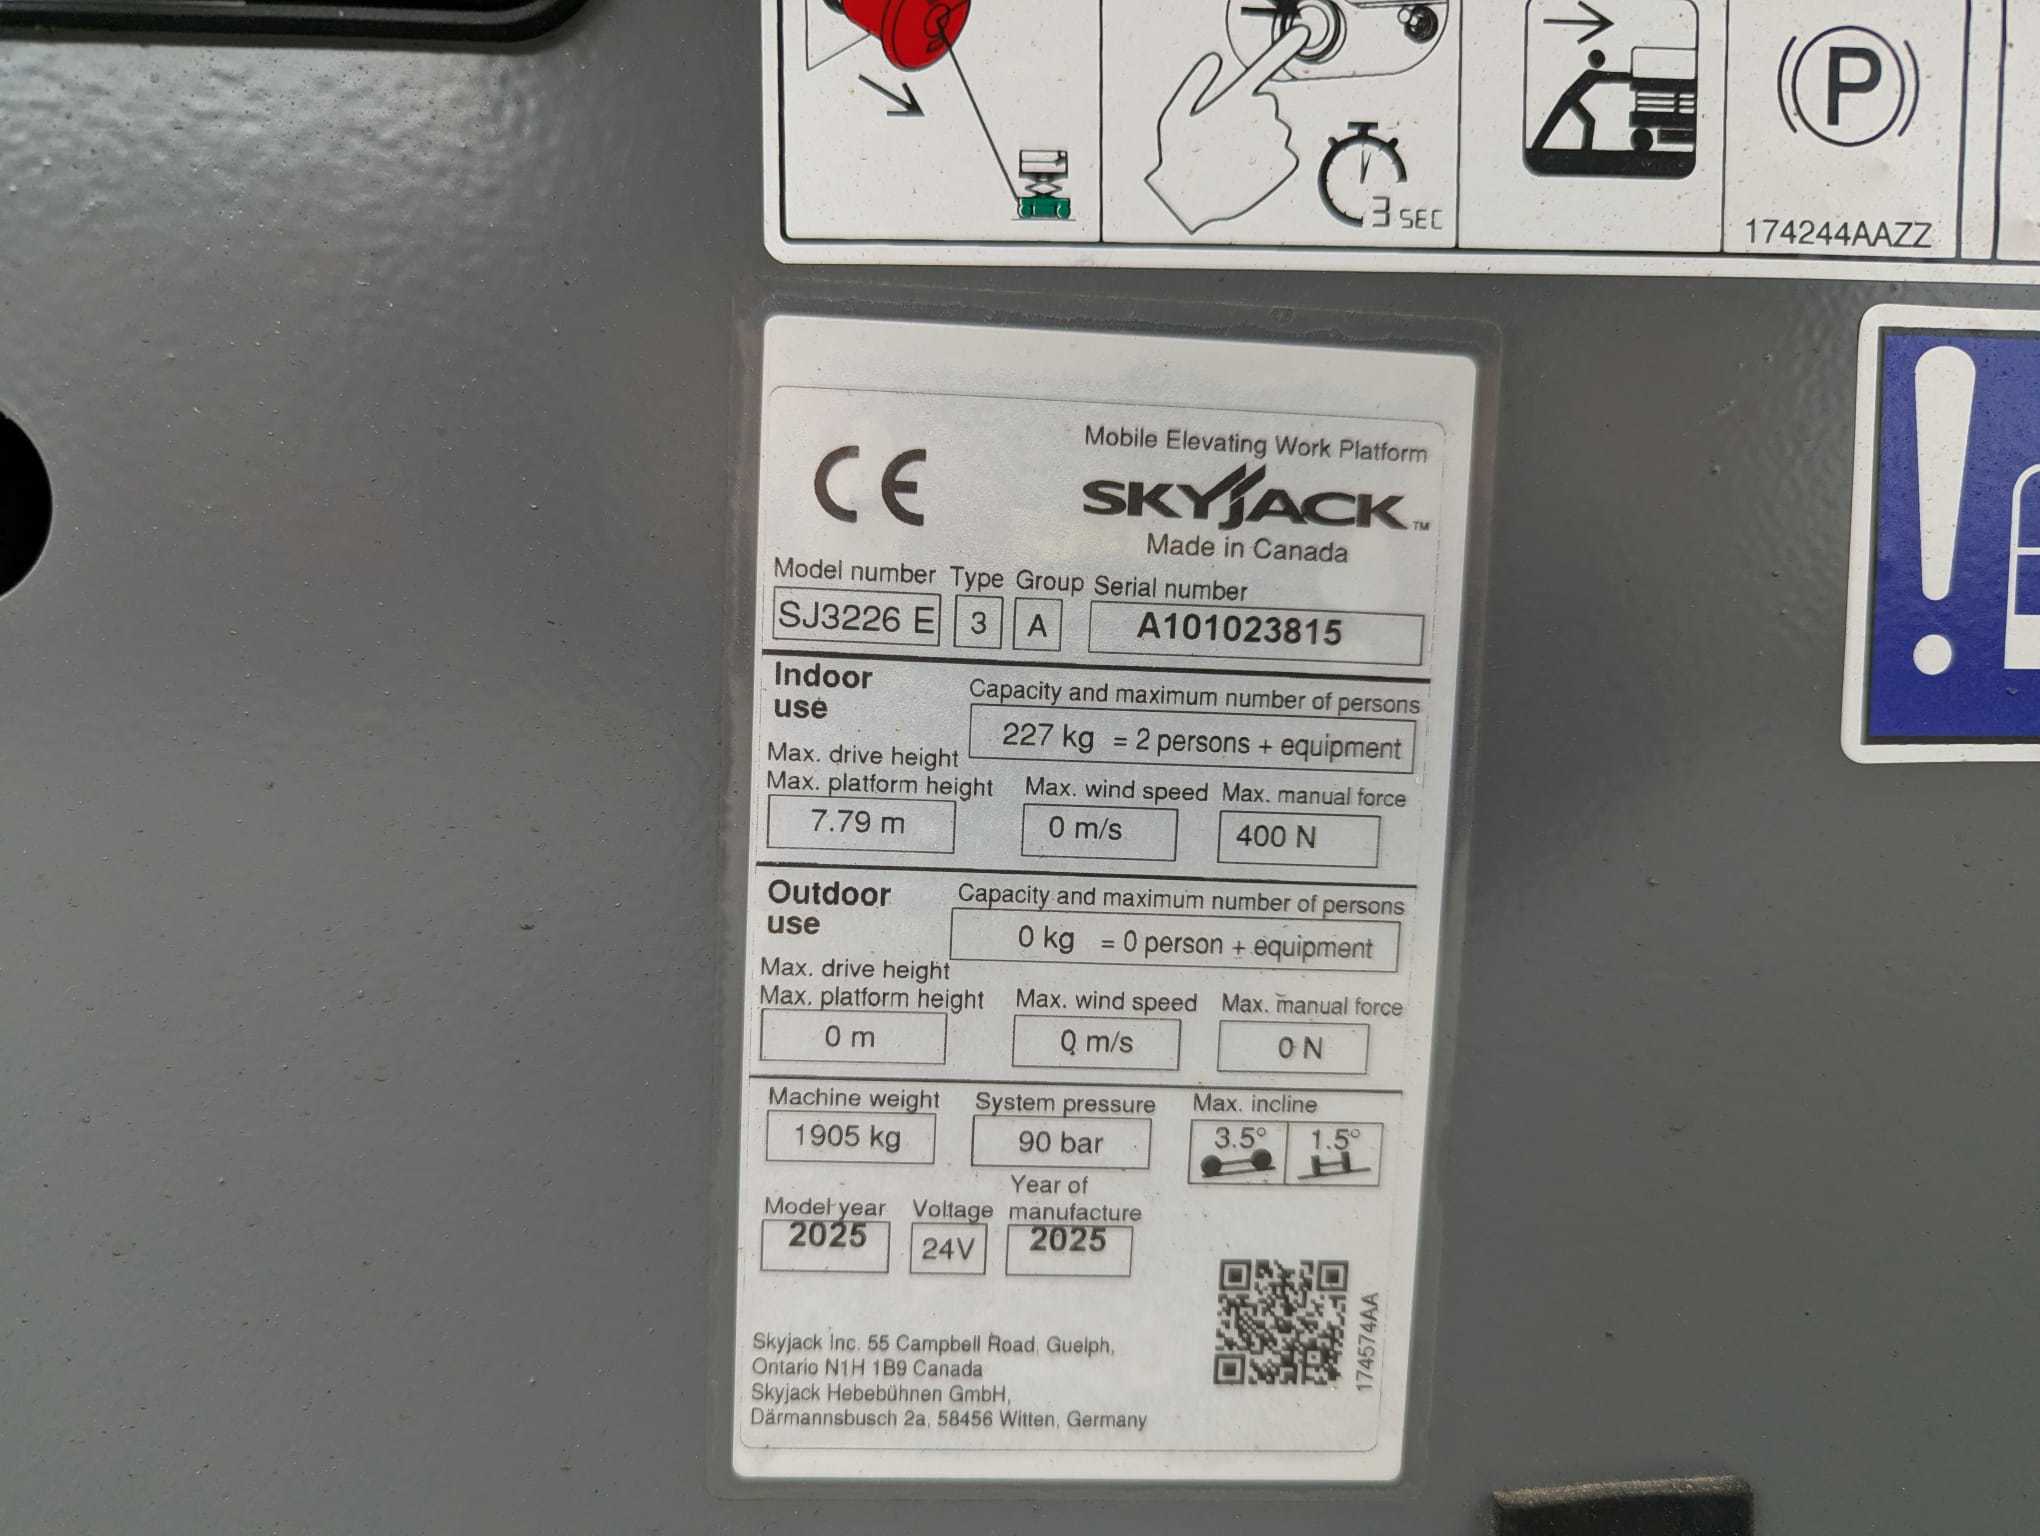 3 SEC
P
174244AAZZ
CE
Mobile Elevating Work Platform
SKYJACK™
Made in Canada
Model number Type Group Serial number
SJ3226 E 3 A A101023815
Indoor use
Capacity and maximum number of persons
227 kg = 2 persons + equipment
Max. drive height
Max. platform height Max. wind speed Max. manual force
7.79 m 0 m/s 400 N
Outdoor use
Capacity and maximum number of persons
0 kg = 0 person + equipment
Max. drive height
Max. platform height Max. wind speed Max. manual force
0 m 0 m/s 0 N
Machine weight System pressure Max. incline
1905 kg 90 bar 3.5° 1.5°
Model year Voltage Year of manufacture
2025 24V 2025
174574AA
Skyjack Inc. 55 Campbell Road, Guelph,
Ontario N1H 1B9 Canada
Skyjack Hebebühnen GmbH,
Därmannsbusch 2a, 58456 Witten, Germany